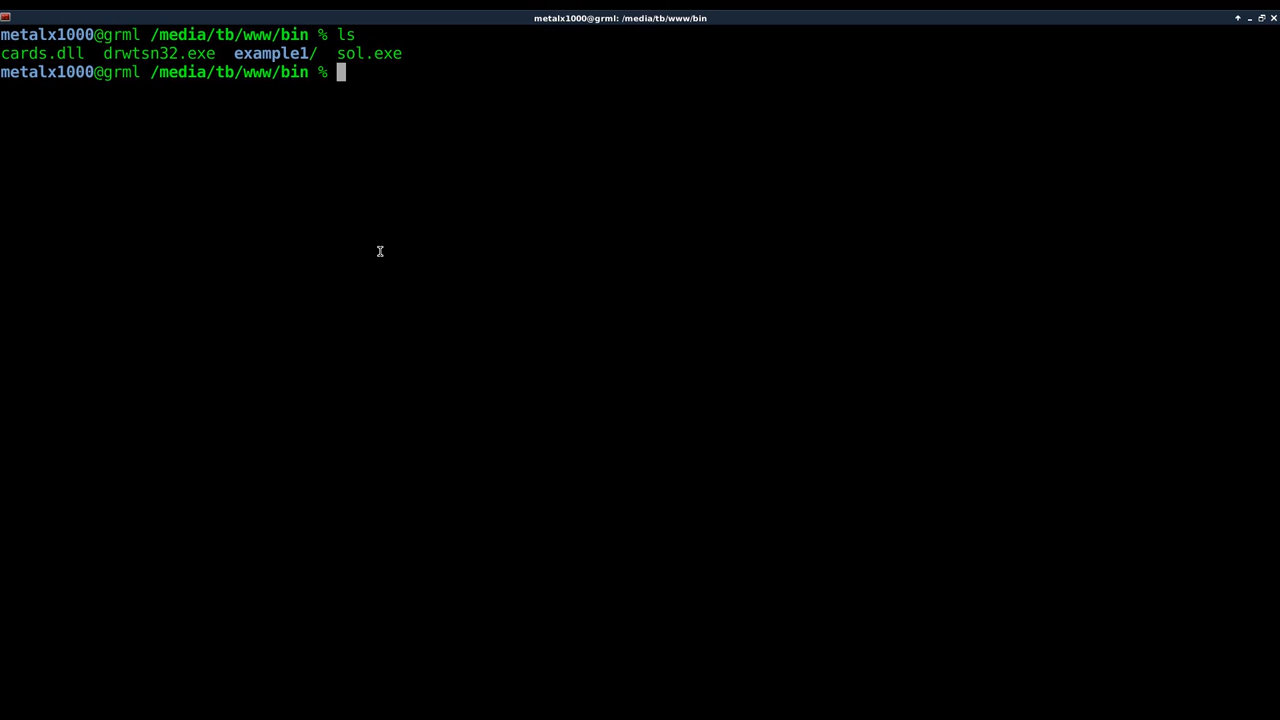 metalx1000@grml: /media/tb/www/bin
metalx1000@grml /media/tb/www/bin % ls
cards.dll  drwtsn32.exe  example1/  sol.exe
metalx1000@grml /media/tb/www/bin %